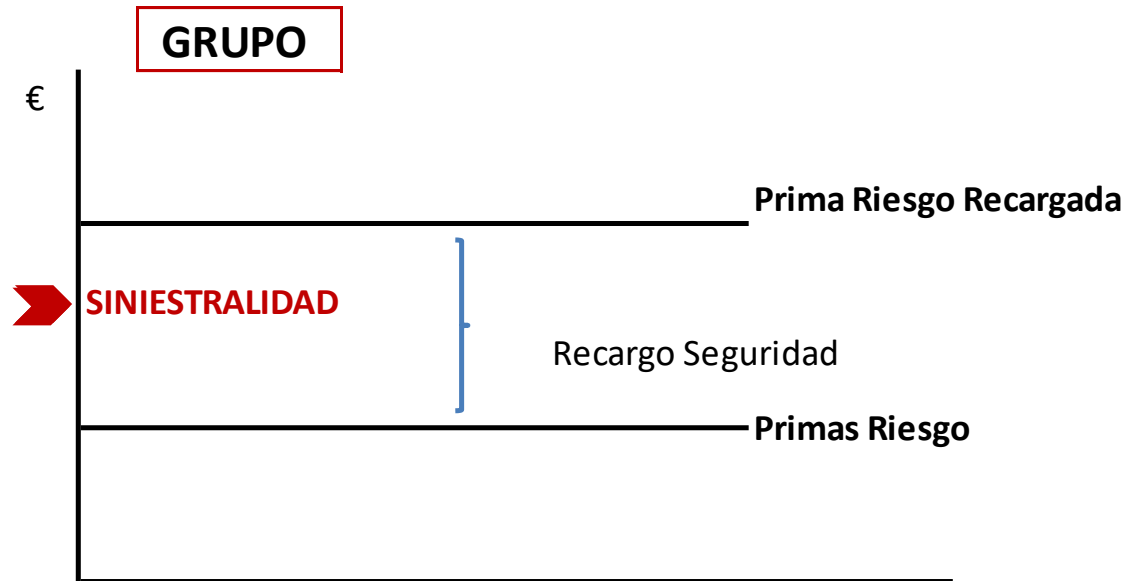 GRUPO
€
Prima Riesgo Recargada
SINIESTRALIDAD
Recargo Seguridad
Primas Riesgo